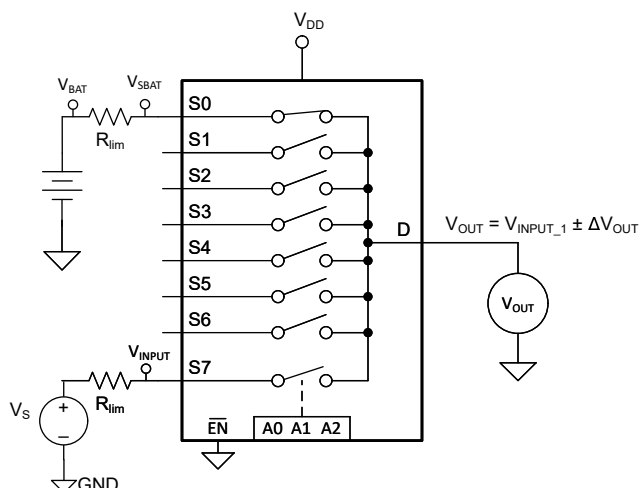 VDD
VBAT
VSBAT
Rlim
S0
S1
S2
S3
S4
S5
S6
S7
D
VOUT = VINPUT_1 ± ΔVOUT
VOUT
VINPUT
Rlim
VS
+
−
GND
EN
A0 A1 A2